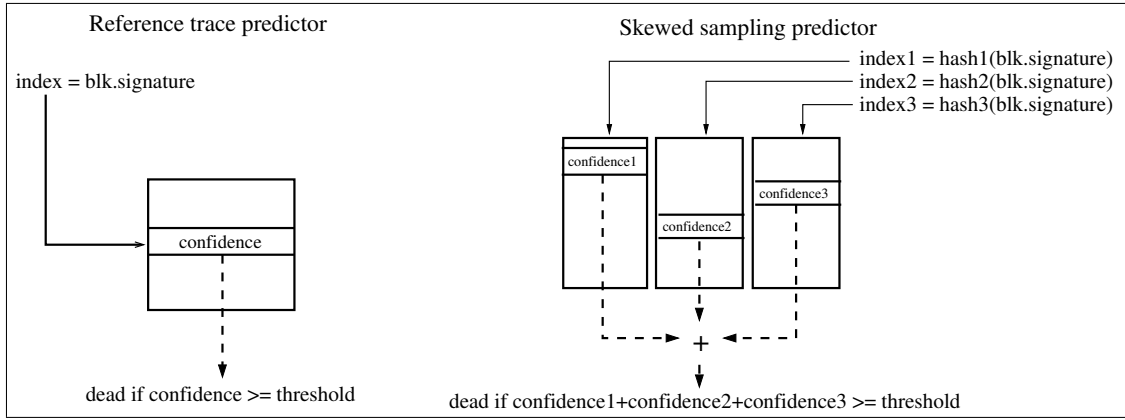 Reference trace predictor
index = blk.signature
confidence
dead if confidence >= threshold
Skewed sampling predictor
index1 = hash1(blk.signature)
index2 = hash2(blk.signature)
index3 = hash3(blk.signature)
confidence1
confidence2
confidence3
+
dead if confidence1+confidence2+confidence3 >= threshold